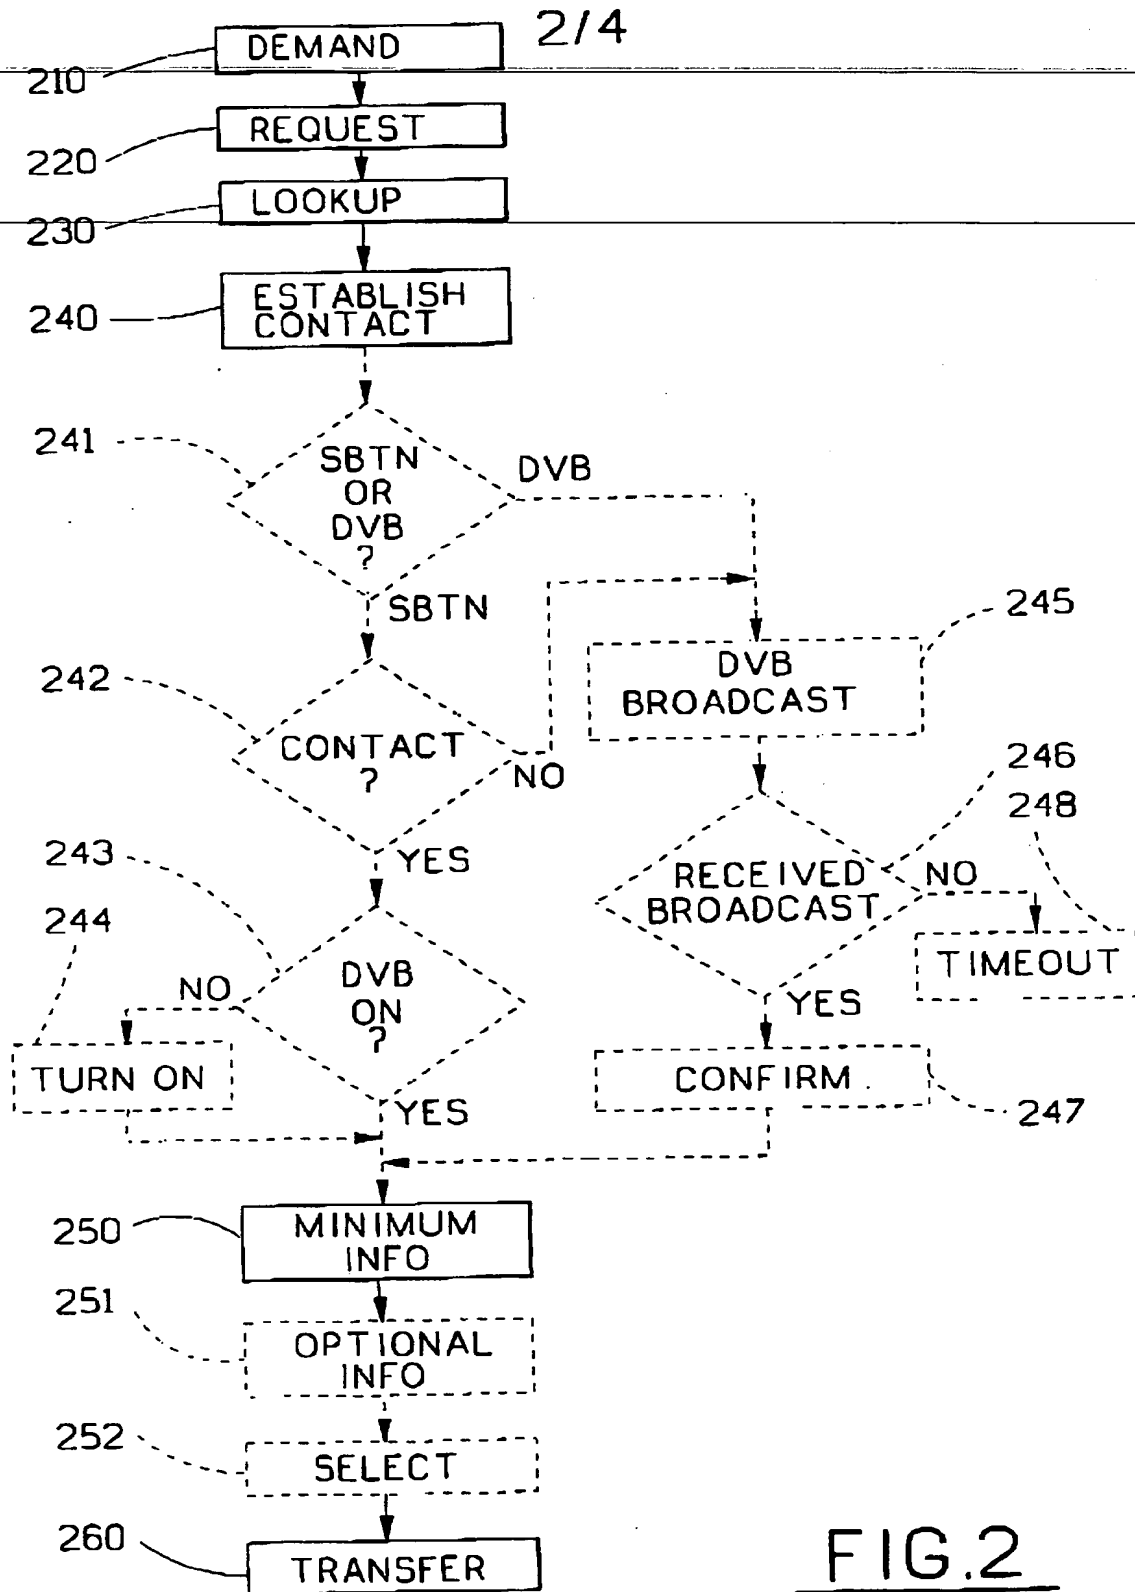 2/4
DEMAND
210
REQUEST
220
LOOKUP
230
ESTABLISH
CONTACT
240
241
SBTN
OR
DVB
?
DVB
SBTN
245
DVB
BROADCAST
242
CONTACT
?
NO
YES
246
248
RECEIVED
BROADCAST
NO
TIMEOUT
YES
243
244
DVB
ON
?
NO
TURN ON
YES
CONFIRM
247
250
MINIMUM
INFO
251
OPTIONAL
INFO
252
SELECT
260
TRANSFER
FIG.2